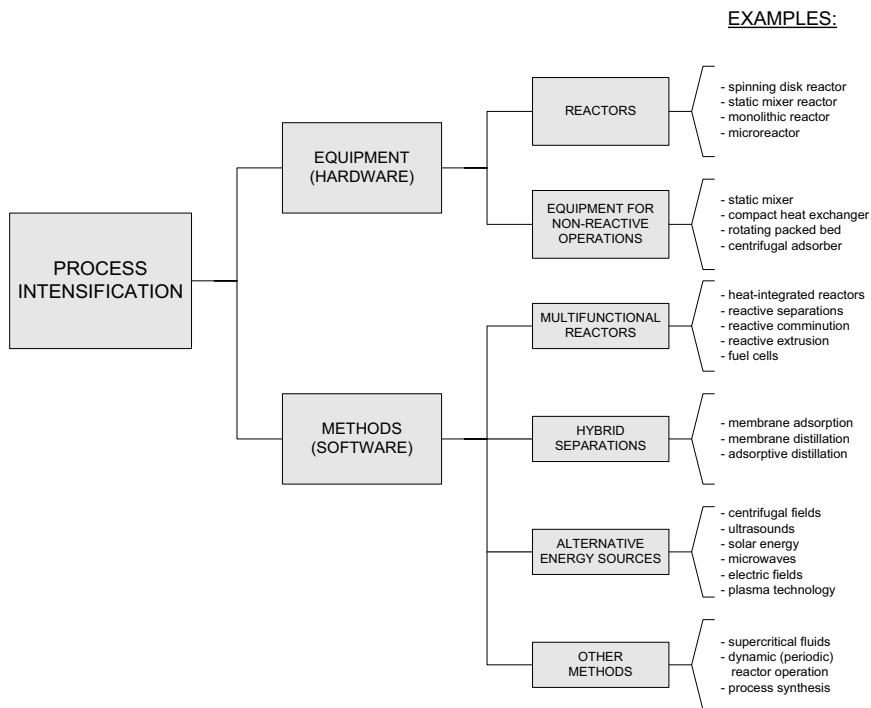 EXAMPLES:
PROCESS
INTENSIFICATION
EQUIPMENT
(HARDWARE)
REACTORS
- spinning disk reactor
- static mixer reactor
- monolithic reactor
- microreactor
EQUIPMENT FOR
NON-REACTIVE
OPERATIONS
- static mixer
- compact heat exchanger
- rotating packed bed
- centrifugal adsorber
METHODS
(SOFTWARE)
MULTIFUNCTIONAL
REACTORS
- heat-integrated reactors
- reactive separations
- reactive comminution
- reactive extrusion
- fuel cells
HYBRID
SEPARATIONS
- membrane adsorption
- membrane distillation
- adsorptive distillation
ALTERNATIVE
ENERGY SOURCES
- centrifugal fields
- ultrasounds
- solar energy
- microwaves
- electric fields
- plasma technology
OTHER
METHODS
- supercritical fluids
- dynamic (periodic)
reactor operation
- process synthesis